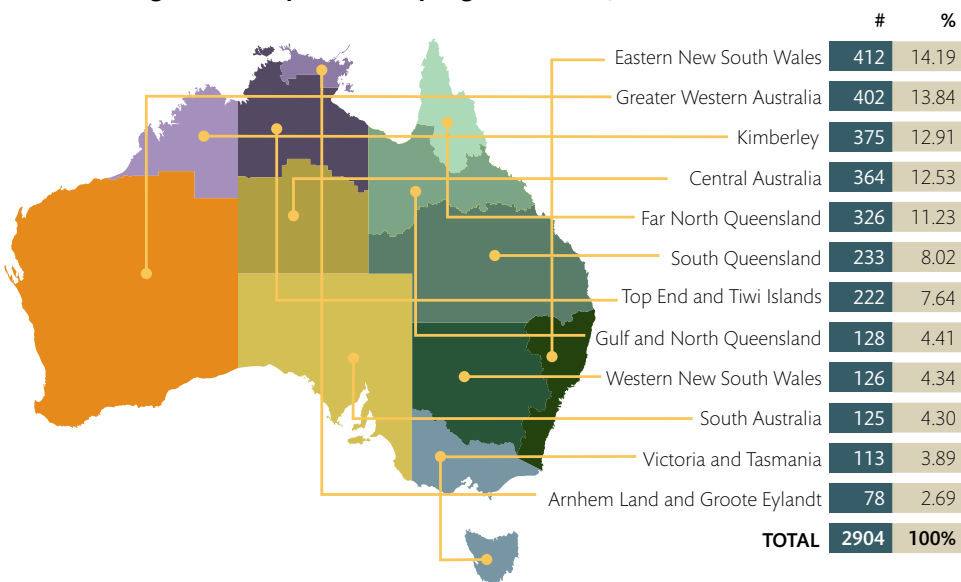 # %
Eastern New South Wales 412 14.19
Greater Western Australia 402 13.84
Kimberley 375 12.91
Central Australia 364 12.53
Far North Queensland 326 11.23
South Queensland 233 8.02
Top End and Tiwi Islands 222 7.64
Gulf and North Queensland 128 4.41
Western New South Wales 126 4.34
South Australia 125 4.30
Victoria and Tasmania 113 3.89
Arnhem Land and Groote Eylandt 78 2.69
TOTAL 2904 100%